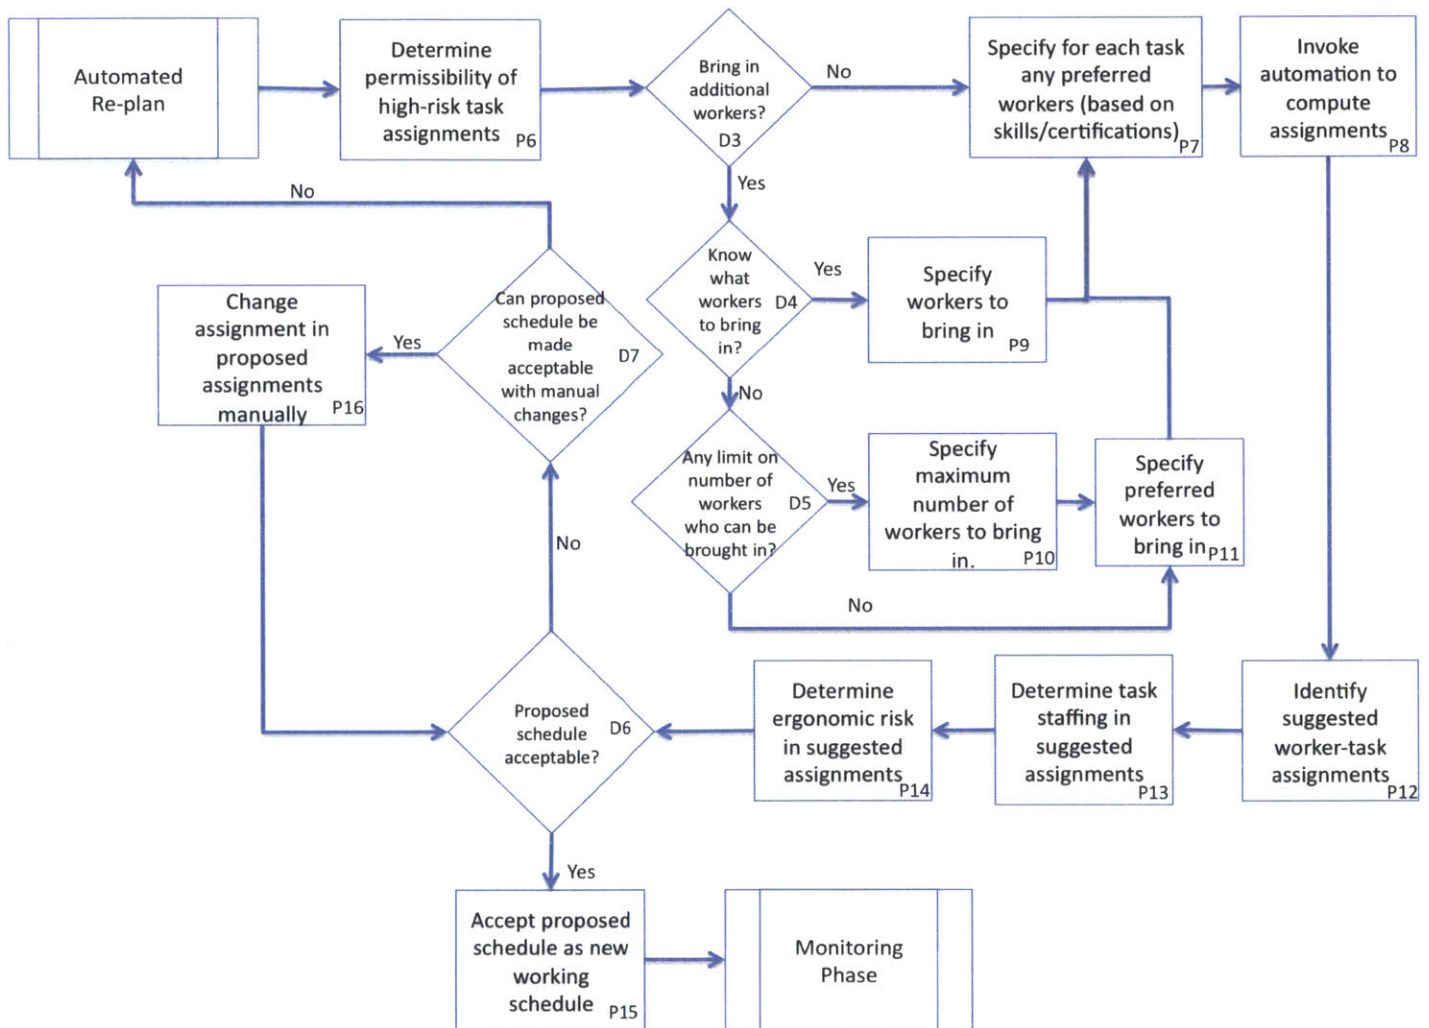 Automated
Re-plan
Determine
permissibility of
high-risk task
assignments
P6
Bring in
additional
workers?
D3
No
Yes
Specify for each task
any preferred
workers (based on
skills/certifications)
P7
Invoke
automation to
compute
assignments
P8
No
Know
what
workers
to bring
in?
D4
Yes
No
Specify
workers to
bring in
P9
Change
assignment in
proposed
assignments
manually
P16
Yes
Can proposed
schedule be
made
acceptable
with manual
changes?
D7
Any limit on
number of
workers
who can be
brought in?
D5
Yes
No
Specify
maximum
number of
workers to bring
in.
P10
Specify
preferred
workers to
bring in
P11
No
Proposed
schedule
acceptable?
D6
Yes
Determine
ergonomic risk
in suggested
assignments
P14
Determine task
staffing in
suggested
assignments
P13
Identify
suggested
worker-task
assignments
P12
Accept proposed
schedule as new
working
schedule
P15
Monitoring
Phase